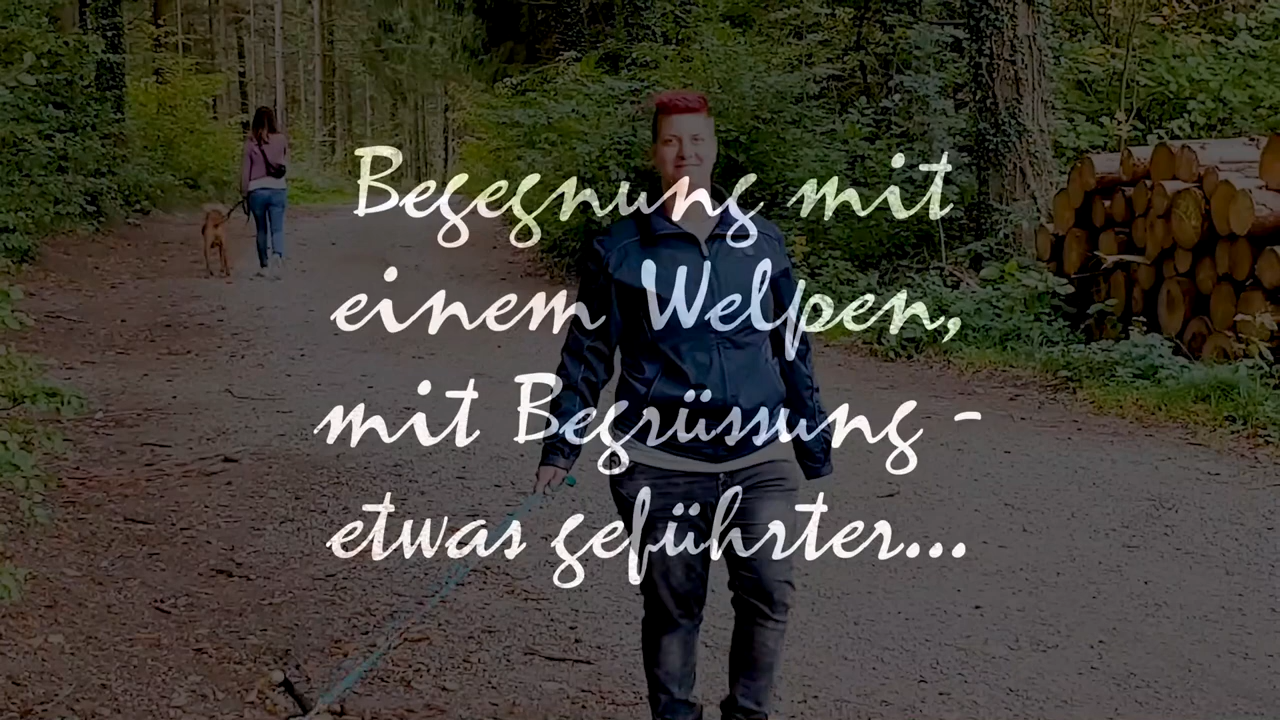 Begegnung mit
einem Welpen,
mit Begrüssung -
etwas geführter...